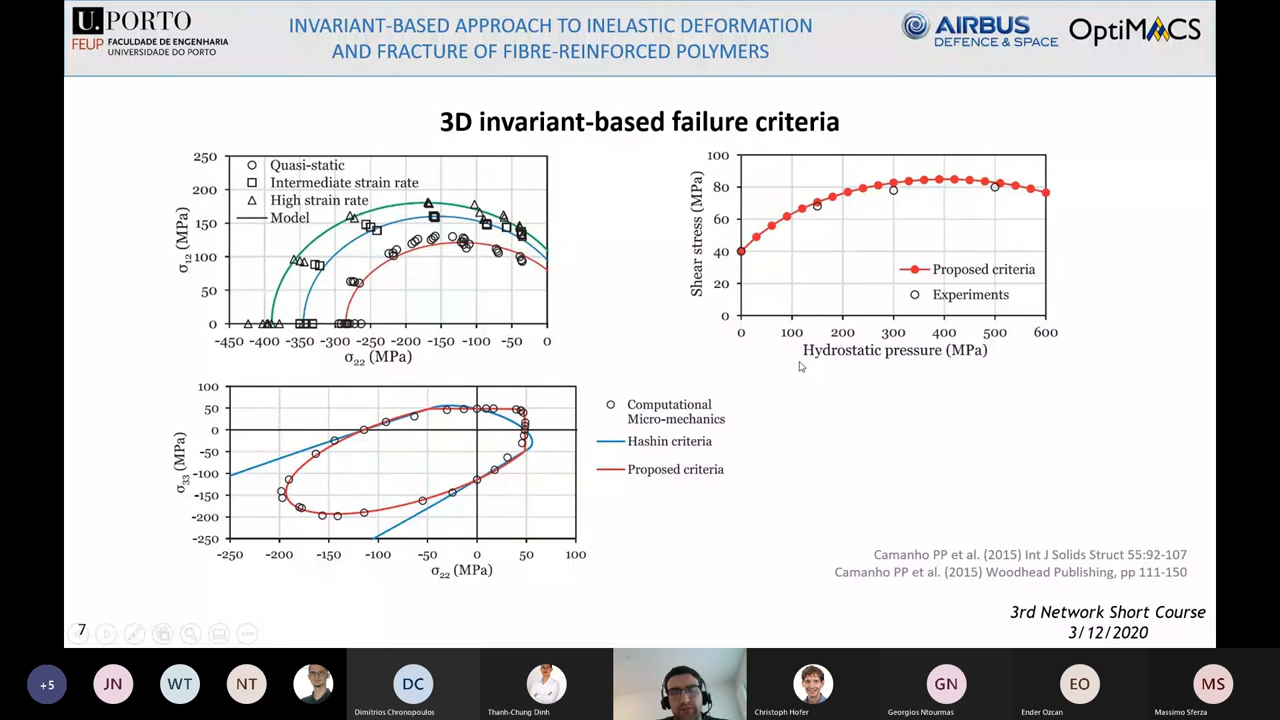 U. PORTO
FEUP FACULDADE DE ENGENHARIA
UNIVERSIDADE DO PORTO
INVARIANT-BASED APPROACH TO INELASTIC DEFORMATION
AND FRACTURE OF FIBRE-REINFORCED POLYMERS
AIRBUS
DEFENCE & SPACE
OptiMACS
3D invariant-based failure criteria
250
200
150
100
50
0
σ12 (MPa)
Quasi-static
Intermediate strain rate
High strain rate
Model
-450 -400 -350 -300 -250 -200 -150 -100 -50 0
σ22 (MPa)
100
80
60
40
20
0
Shear stress (MPa)
Proposed criteria
Experiments
0 100 200 300 400 500 600
Hydrostatic pressure (MPa)
100
50
0
-50
-100
-150
-200
-250
σ33 (MPa)
-250 -200 -150 -100 -50 0 50 100
σ22 (MPa)
Computational
Micro-mechanics
Hashin criteria
Proposed criteria
Camanho PP et al. (2015) Int J Solids Struct 55:92-107
Camanho PP et al. (2015) Woodhead Publishing, pp 111-150
3rd Network Short Course
3/12/2020
7
+5
JN
WT
NT
DC
Dimitrios Chronopoulos
Thanh-Chung Dinh
Christoph Hofer
GN
Georgios Ntourmas
EO
Ender Ozcan
MS
Massimo Sferza